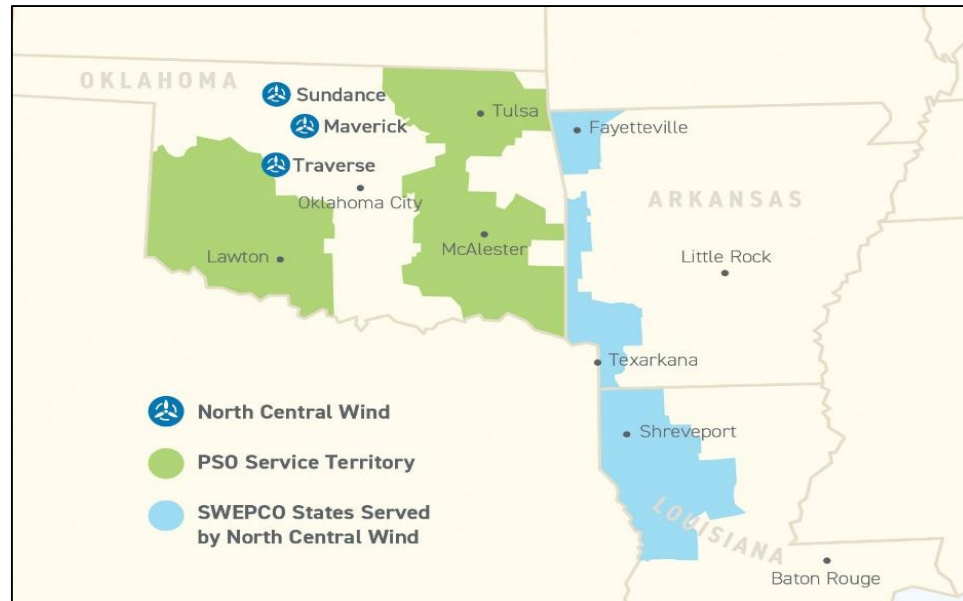 OKLAHOMA
Sundance
Tulsa
Maverick
Fayetteville
Traverse
Oklahoma City
ARKANSAS
McAlester
Lawton
Little Rock
Texarkana
North Central Wind
Shreveport
PSO Service Territory
SWEPCO States Served
by North Central Wind
LOUISIANA
Baton Rouge